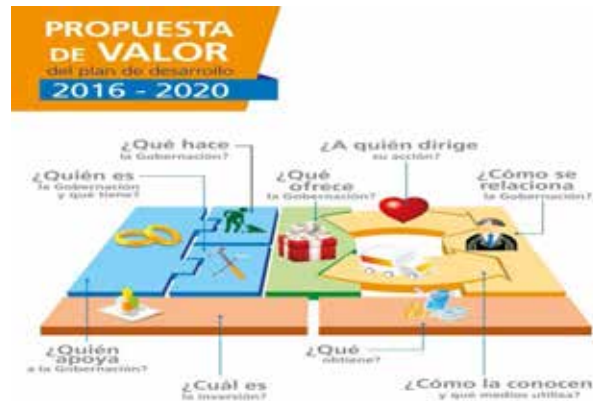 PROPUESTA
DE VALOR
del plan de desarrollo
2016 - 2020
¿Qué hace
la Gobernación?
¿A quién dirige
su acción?
¿Quién es
la Gobernación
y qué tiene?
¿Qué
ofrece
la Gobernación?
¿Cómo se
relaciona
la Gobernación?
¿Quién
apoya
a la Gobernación?
¿Cuál es
la inversión?
¿Qué
obtiene?
¿Cómo la conocen
y qué medios utilisa?